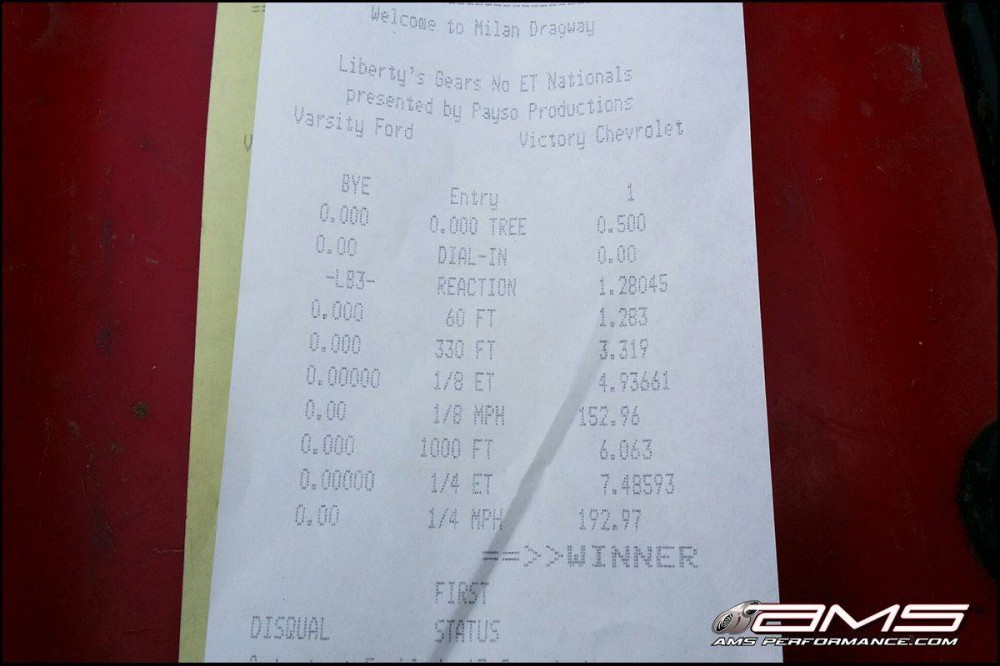 Welcome to Milan Dragway
Liberty's Gears No ET Nationals
presented by Payso Productions
Varsity Ford Victory Chevrolet
BYE Entry 1
0.000 0.000 TREE 0.500
0.00 DIAL-IN 0.00
-LB3- REACTION 1.28045
0.000 60 FT 1.283
0.000 330 FT 3.319
0.00000 1/8 ET 4.93661
0.00 1/8 MPH 152.96
0.000 1000 FT 6.063
0.00000 1/4 ET 7.48593
0.00 1/4 MPH 192.97
==>>WINNER
FIRST
DISQUAL STATUS
AMS
AMS PERFORMANCE.COM